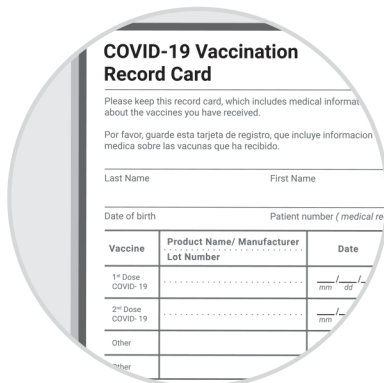 COVID-19 Vaccination
Record Card
Please keep this record card, which includes medical
about the vaccines you have received.
Por favor, guarde esta tarjeta de registro, que incluye informacion
medica sobre las vacunas que ha recibido.
Last Name First Name
Date of birth Patient number ( medical
Vaccine Product Name/ Manufacturer Date
Lot Number
1st Dose
COVID- 19
mm / dd /
2nd Dose
COVID- 19
mm /
Other
Other